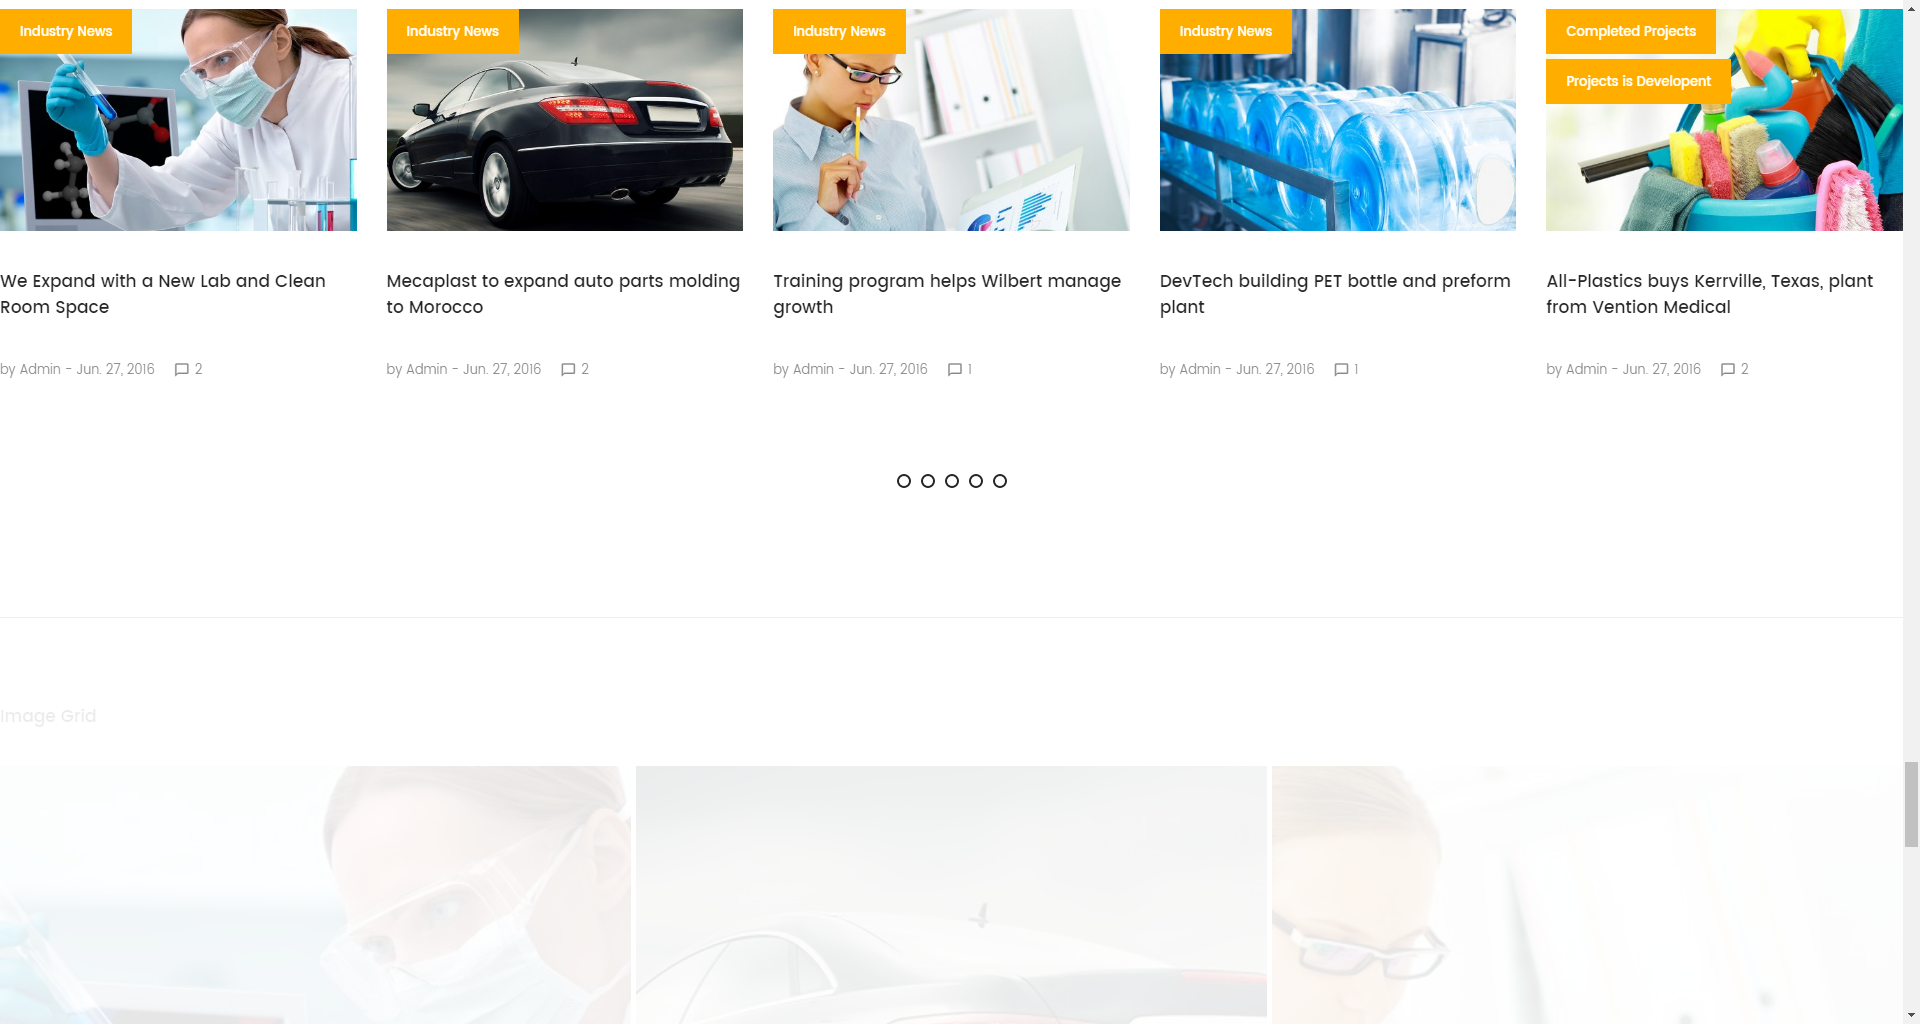 Industry News
Industry News
Industry News
Industry News
Completed Projects
Projects is Developent
We Expand with a New Lab and Clean
Room Space
Mecaplast to expand auto parts molding
to Morocco
Training program helps Wilbert manage
growth
DevTech building PET bottle and preform
plant
All-Plastics buys Kerrville, Texas, plant
from Vention Medical
by Admin - Jun. 27, 2016 2
by Admin - Jun. 27, 2016 2
by Admin - Jun. 27, 2016 1
by Admin - Jun. 27, 2016 1
by Admin - Jun. 27, 2016 2
Image Grid